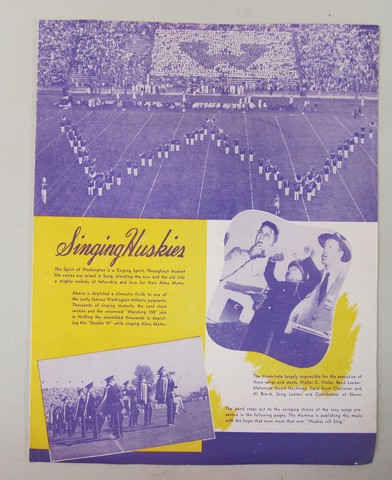 Singing Huskies
The Spirit of Washington is a Singing Spirit. Throughout student
life voices are raised in Song, blending the new and the old into
a mighty melody of fellowship and love for their Alma Mater.
Above is depicted a climactic finish to one of
the justly famous Washington Athletic pageants.
Thousands of singing students, the card stunt
section and the renowned "Marching 100" join
in thrilling the assembled thousands in depict-
ing the "Double W" while singing Alma Mater.
The triumvirate largely responsible for the execution of
these songs and stunts, Walter C. Welke, Band Leader,
Stuart Card Stunt Chairman, and
Al Song Leader and Coordinator of Shows.
The band steps out to the swinging strains of the very songs pre-
sented in the following pages. The Alumnus is publishing this music
with the hope that even more than ever "Huskies will Sing."